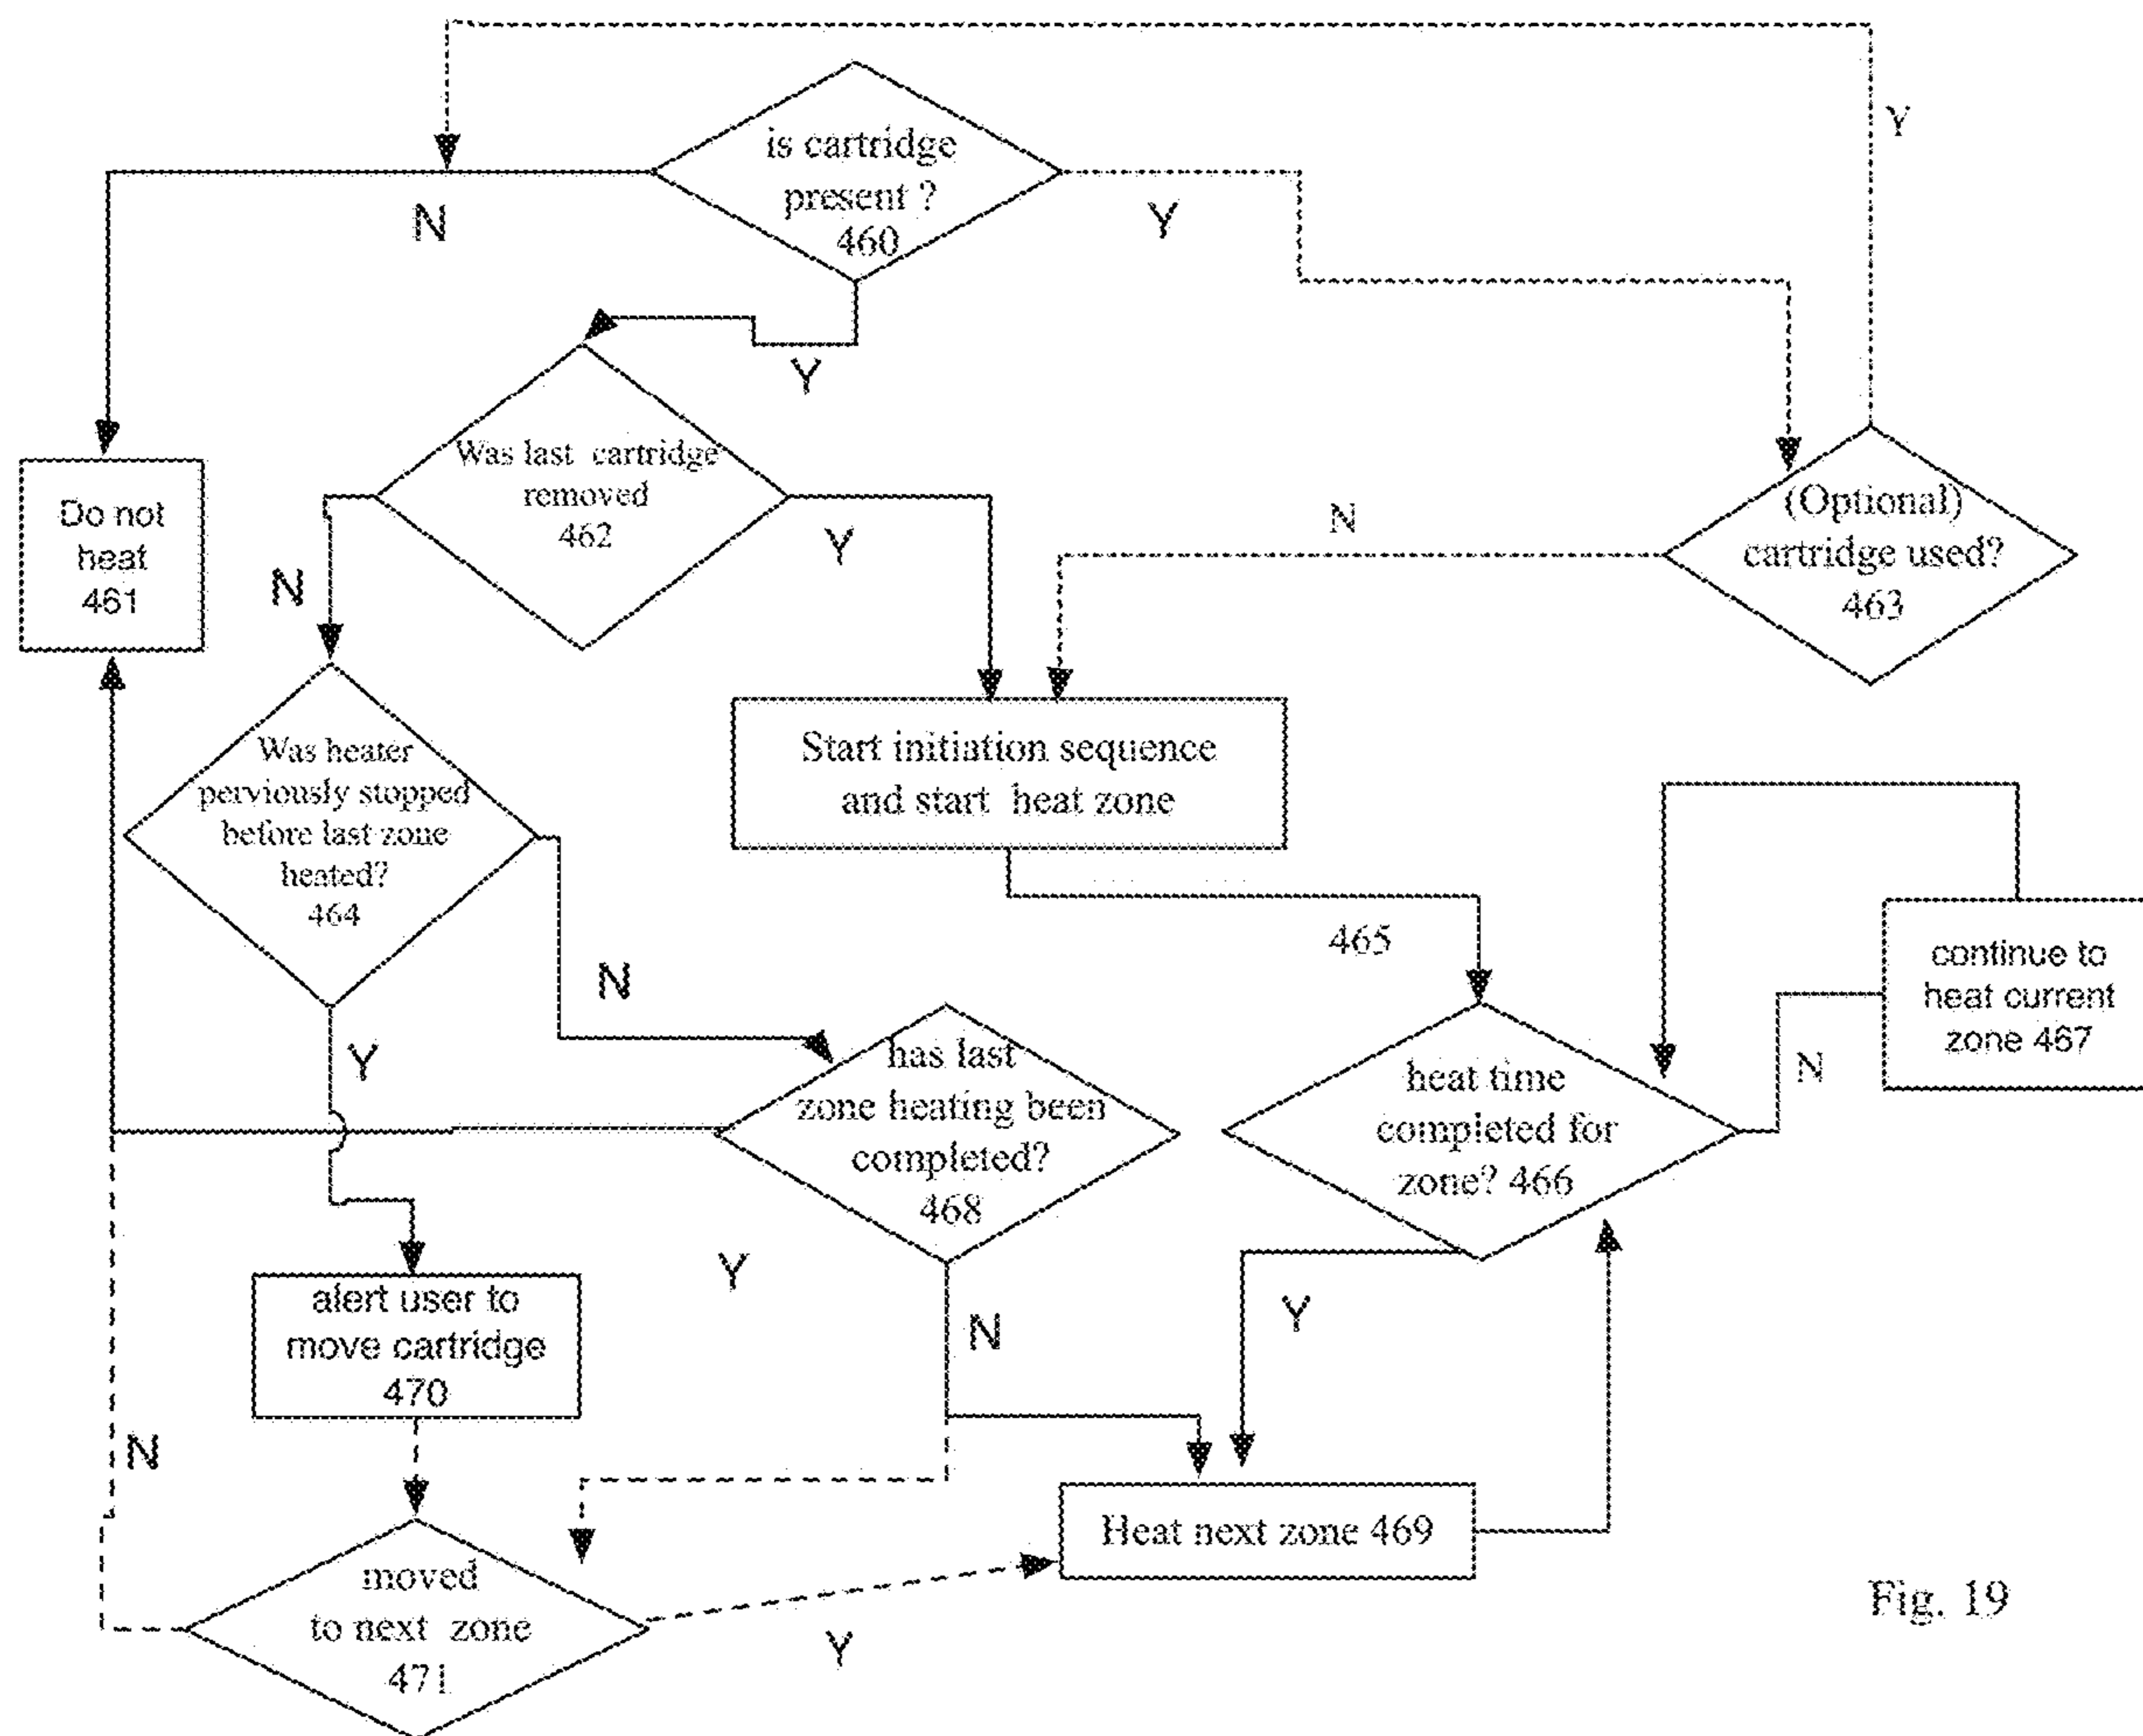 Y
is cartridge
present ?
460
N
Y
Y
Was last cartridge
removed
462
Y
N
N
(Optional)
cartridge used?
463
Do not
heat
461
Was heater
perviously stopped
before last zone
heated?
464
Start initiation sequence
and start heat zone
465
N
Y
has last
zone heating been
completed?
468
heat time
completed for
zone? 466
N
continue to
heat current
zone 467
Y
N
Y
alert user to
move cartridge
470
N
moved
to next zone
471
Y
Heat next zone 469
Fig. 19